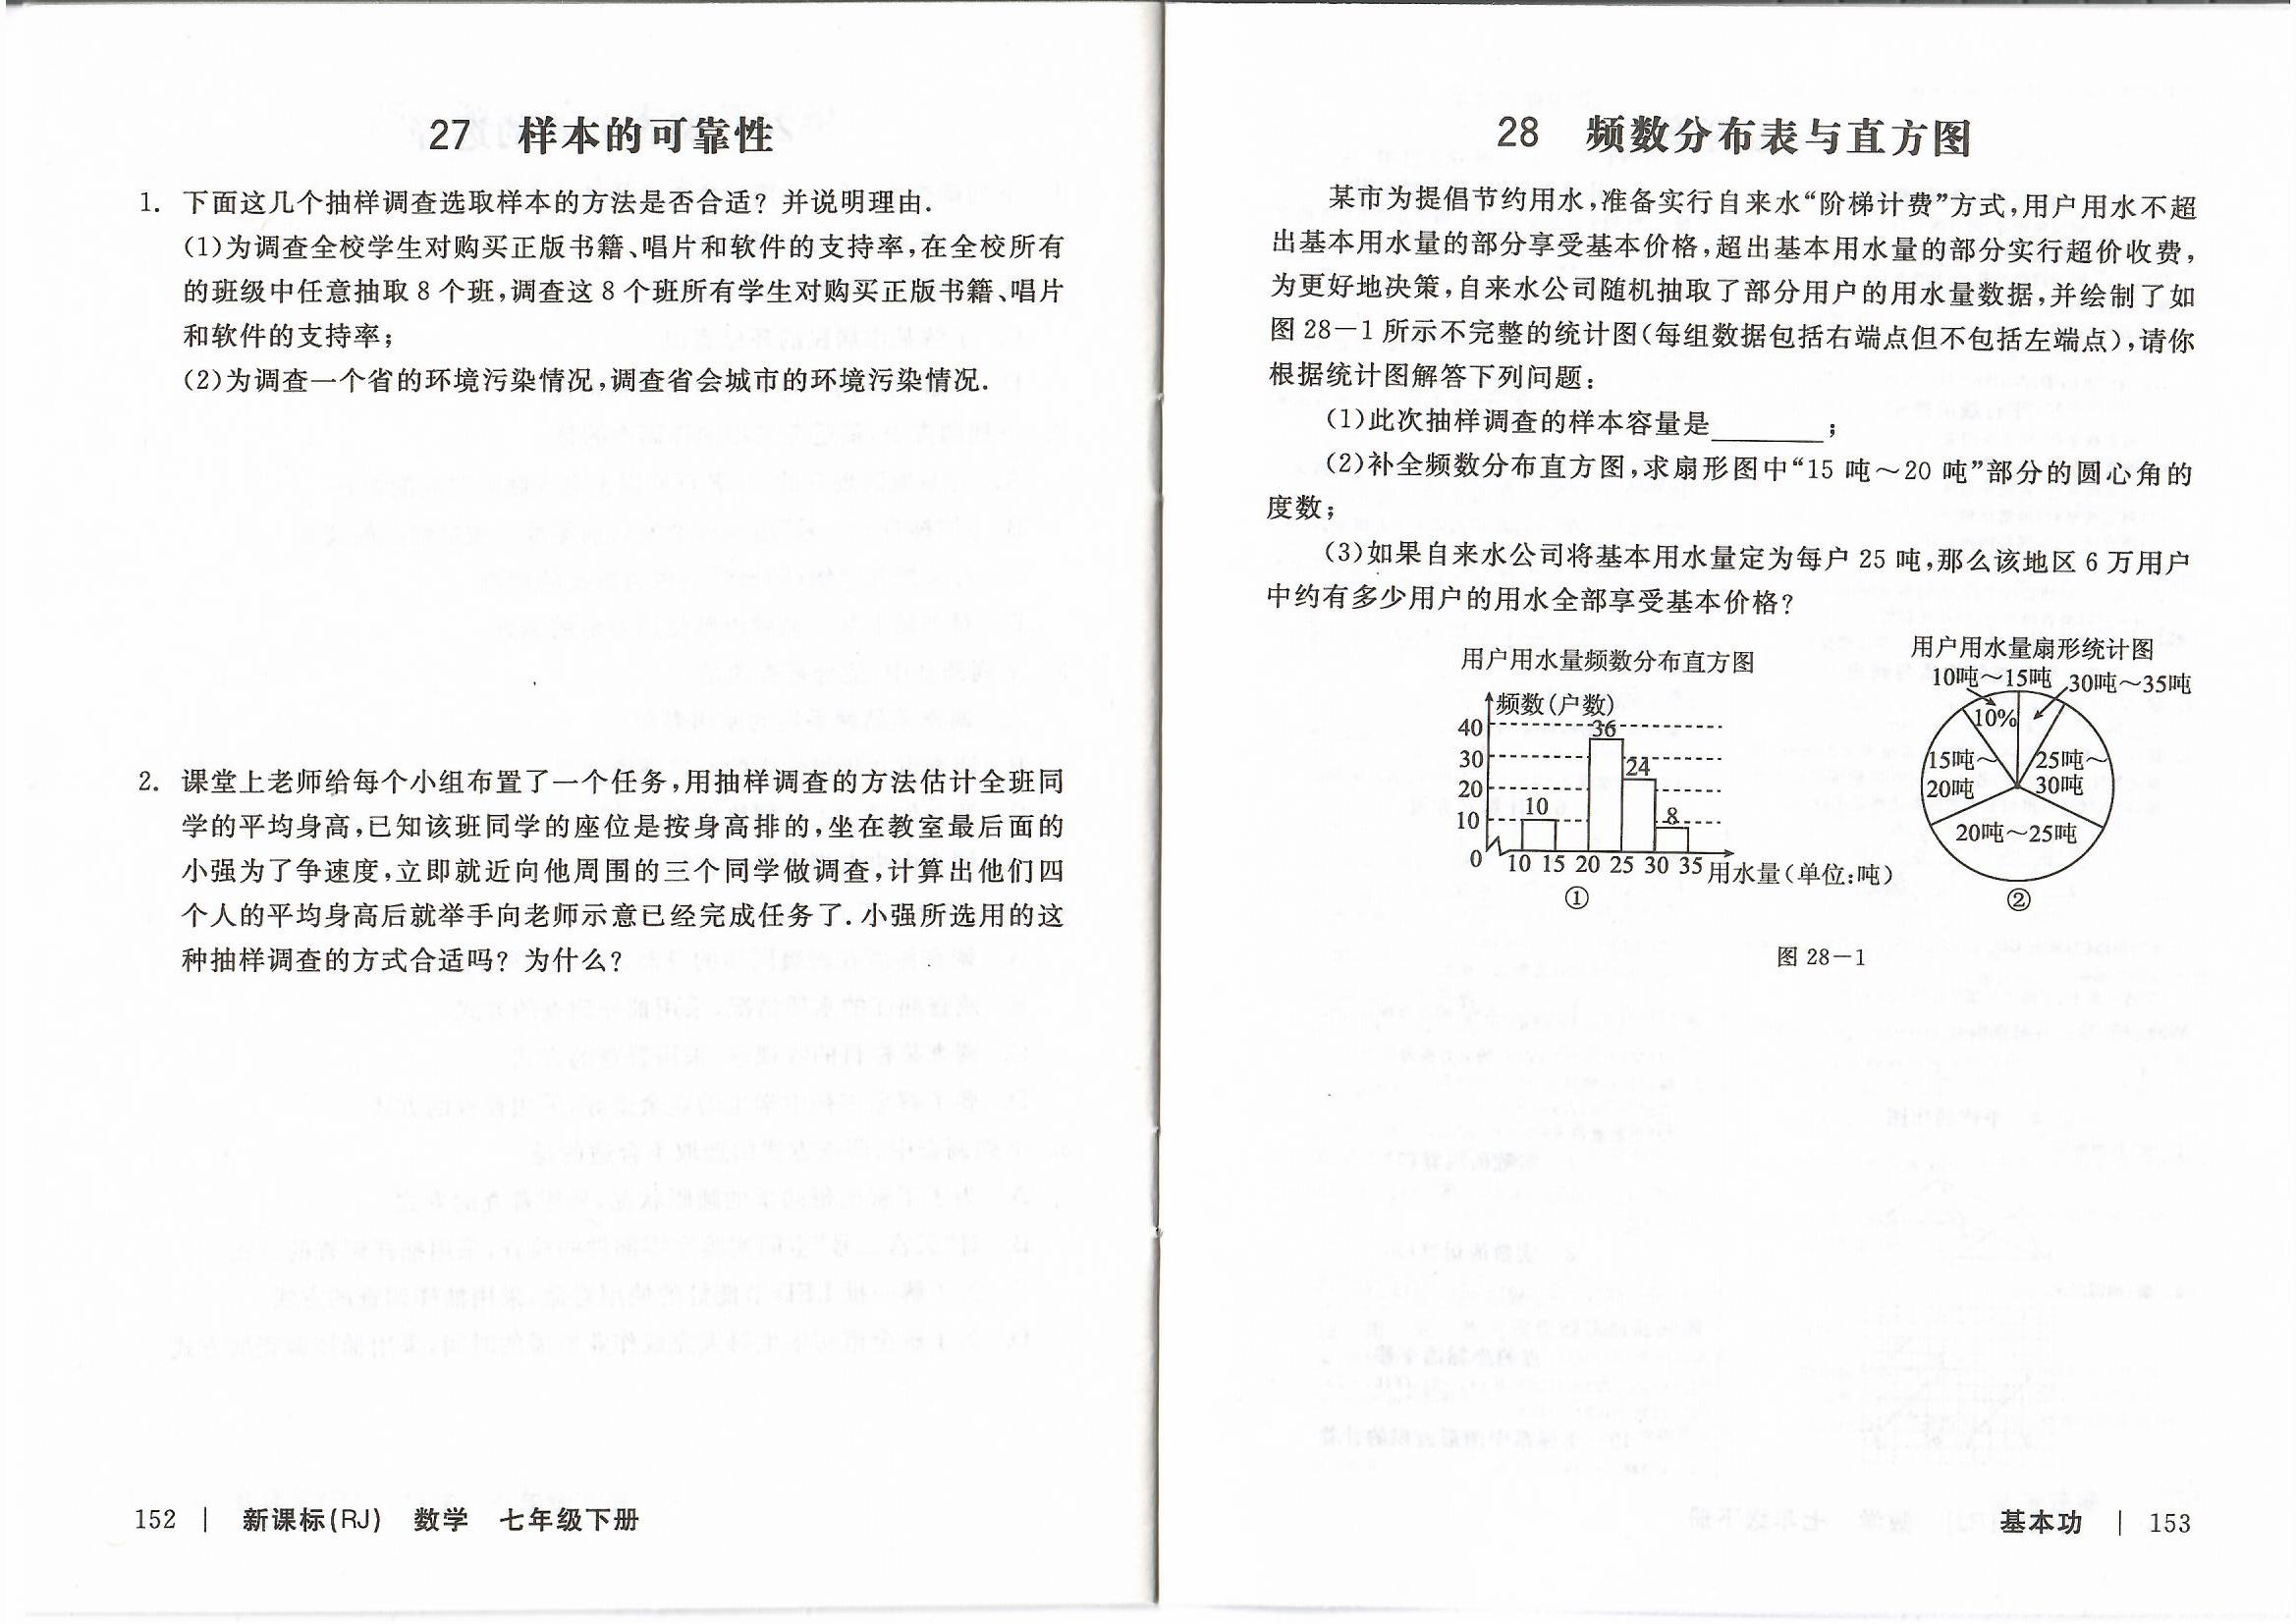 27 样本的可靠性
1. 下面这几个抽样调查选取样本的方法是否合适?并说明理由.
(1)为调查全校学生对购买正版书籍、唱片和软件的支持率,在全校所有
的班级中任意抽取8个班,调查这8个班所有学生对购买正版书籍、唱片
和软件的支持率;
(2)为调查一个省的环境污染情况,调查省会城市的环境污染情况.
2. 课堂上老师给每个小组布置了一个任务,用抽样调查的方法估计全班同
学的平均身高,已知该班同学的座位是按身高排的,坐在教室最后面的
小强为了争速度,立即就近向他周围的三个同学做调查,计算出他们四
个人的平均身高后就举手向老师示意已经完成任务了.小强所选用的这
种抽样调查的方式合适吗?为什么?
152 | 新课标(RJ) 数学 七年级下册
28 频数分布表与直方图
某市为提倡节约用水,准备实行自来水“阶梯计费”方式,用户用水不超
出基本用水量的部分享受基本价格,超出基本用水量的部分实行超价收费,
为更好地决策,自来水公司随机抽取了部分用户的用水量数据,并绘制了如
图28-1所示不完整的统计图(每组数据包括右端点但不包括左端点),请你
根据统计图解答下列问题:
(1)此次抽样调查的样本容量是________;
(2)补全频数分布直方图,求扇形图中“15吨~20吨”部分的圆心角的
度数;
(3)如果自来水公司将基本用水量定为每户25吨,那么该地区6万用户
中约有多少用户的用水全部享受基本价格?
用户用水量频数分布直方图
频数(户数)
40
36
30
24
20
10
10
8
0
10 15 20 25 30 35 用水量(单位:吨)
①
用户用水量扇形统计图
10吨~15吨 30吨~35吨
10%
15吨~
20吨
25吨~
30吨
20吨~25吨
②
图28-1
基本功 | 153